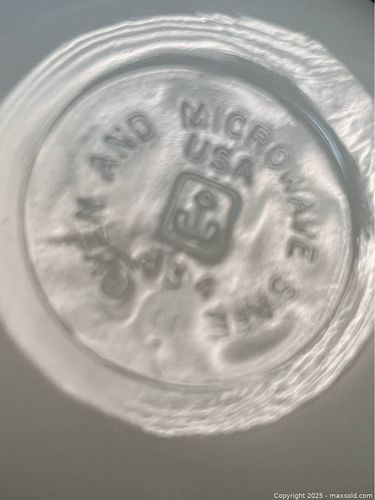 OVEN AND MICROWAVE SAFE
USA
Copyright 2025 - maxsold.com